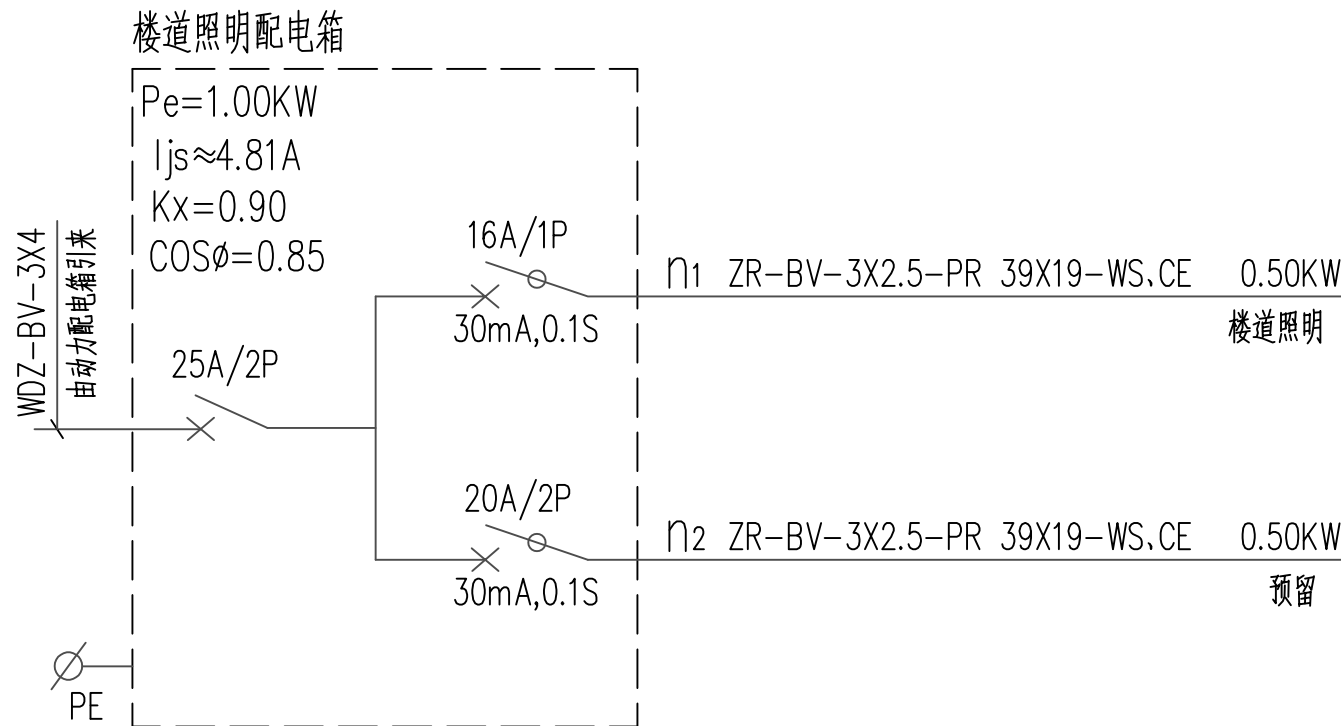 楼道照明配电箱
Pe=1.00KW
Ijs≈4.81A
Kx=0.90
COSø=0.85
WDZ-BV-3X4
由动力配电箱引来
25A/2P
16A/1P
30mA,0.1S
n1 ZR-BV-3X2.5-PR 39X19-WS、CE 0.50KW
楼道照明
20A/2P
30mA,0.1S
n2 ZR-BV-3X2.5-PR 39X19-WS、CE 0.50KW
预留
PE